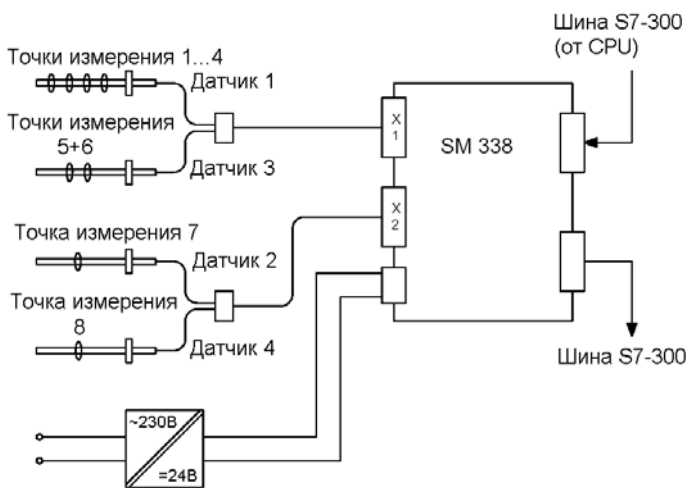 Шина S7-300
(от CPU)
Точки измерения 1...4
Датчик 1
Точки измерения
5+6
Датчик 3
X
1
SM 338
X
2
Точка измерения 7
Датчик 2
Точка измерения
8
Датчик 4
Шина S7-300
~230В
=24В